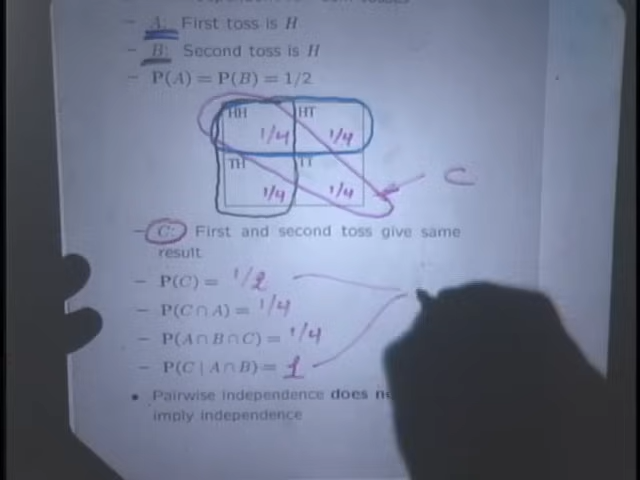 – A: First toss is H
– B: Second toss is H
– P(A) = P(B) = 1/2
HH HT
1/4 1/4
TH TT
1/4 1/4 C
– C: First and second toss give same
result
– P(C) = 1/2
– P(C ∩ A) = 1/4
– P(A ∩ B ∩ C) = 1/4
– P(C | A ∩ B) = 1
• Pairwise independence does
imply independence